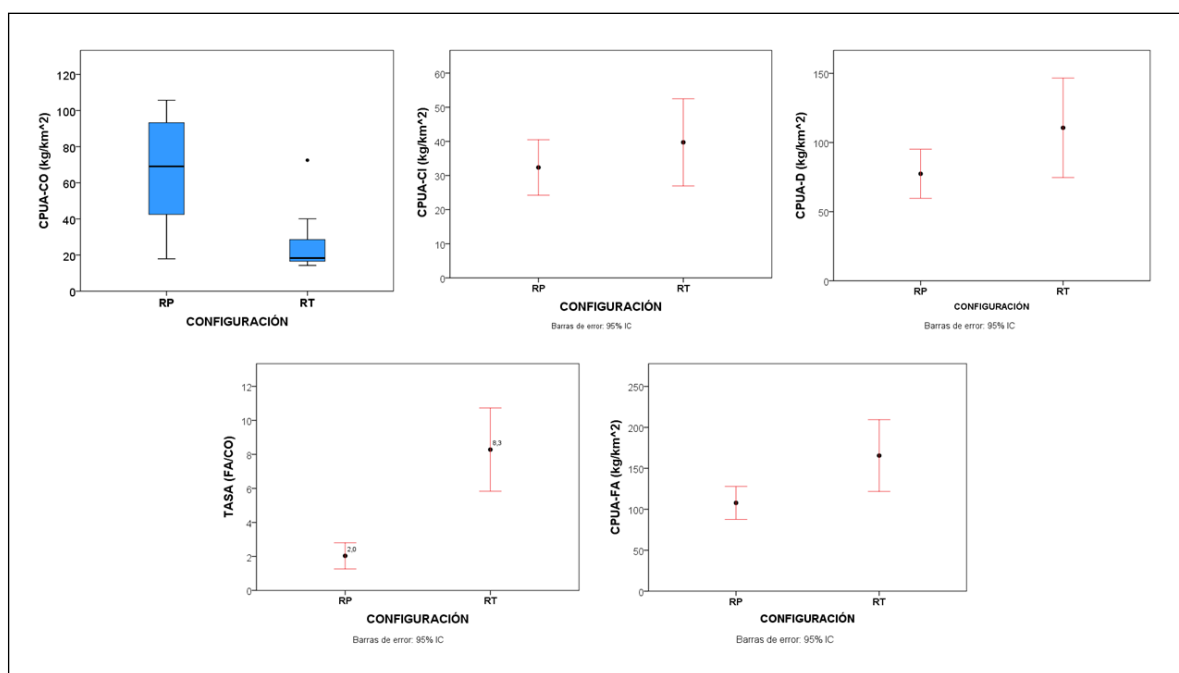 CPUA-CO (kg/km^2)
120
100
80
60
40
20
0
RP RT
CONFIGURACIÓN
CPUA-CI (kg/km^2)
60
50
40
30
20
10
0
RP RT
CONFIGURACIÓN
Barras de error: 95% IC
CPUA-D (kg/km^2)
150
100
50
0
RP RT
CONFIGURACIÓN
Barras de error: 95% IC
TASA (FA/CO)
12
10
8
6
4
2
0
8,3
2,0
RP RT
CONFIGURACIÓN
Barras de error: 95% IC
CPUA-FA (kg/km^2)
250
200
150
100
50
0
RP RT
CONFIGURACIÓN
Barras de error: 95% IC